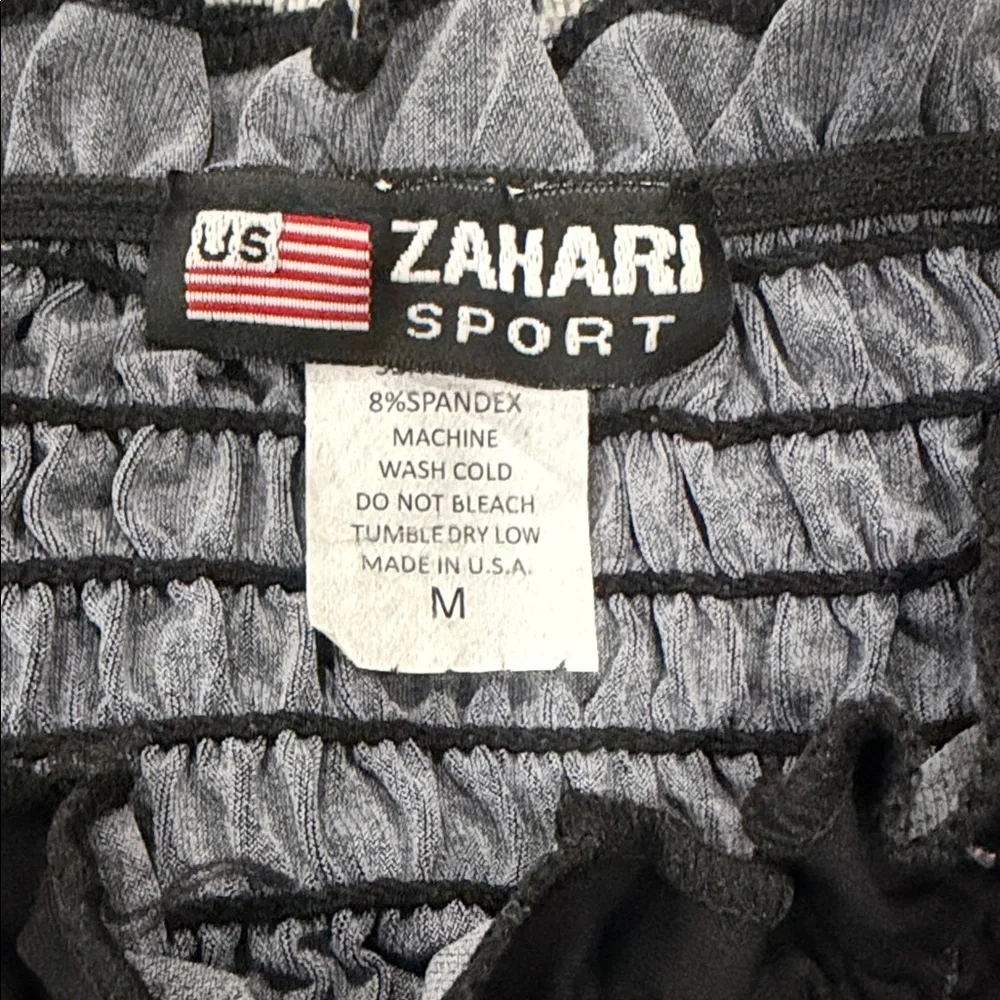 US
ZAHARI
SPORT
8%SPANDEX
MACHINE
WASH COLD
DO NOT BLEACH
TUMBLE DRY LOW
MADE IN U.S.A.
M